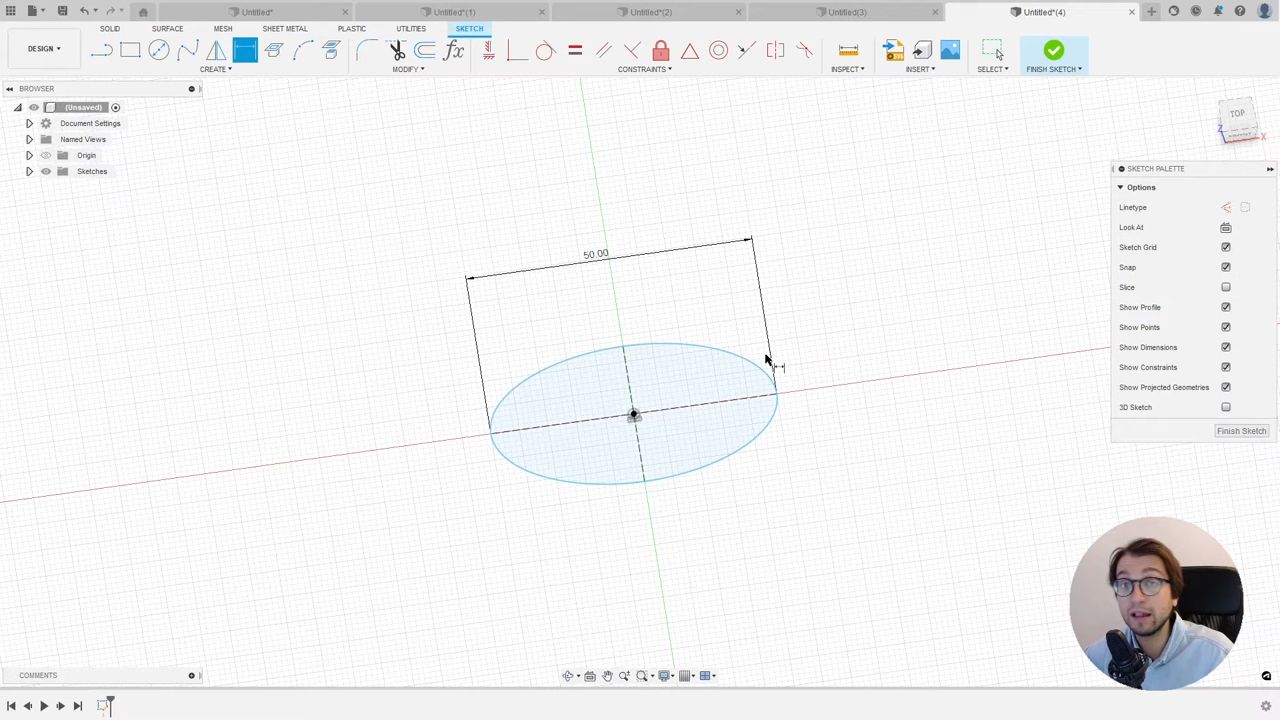 Untitled*
Untitled*(1)
Untitled*(2)
Untitled(3)
Untitled*(4)
SOLID SURFACE MESH SHEET METAL PLASTIC UTILITIES SKETCH
DESIGN
CREATE MODIFY CONSTRAINTS INSPECT INSERT SELECT FINISH SKETCH
BROWSER
(Unsaved)
Document Settings
Named Views
Origin
Sketches
TOP
Z
X
SKETCH PALETTE
Options
Linetype
Look At
Sketch Grid
Snap
Slice
Show Profile
Show Points
Show Dimensions
Show Constraints
Show Projected Geometries
3D Sketch
Finish Sketch
50.00
COMMENTS